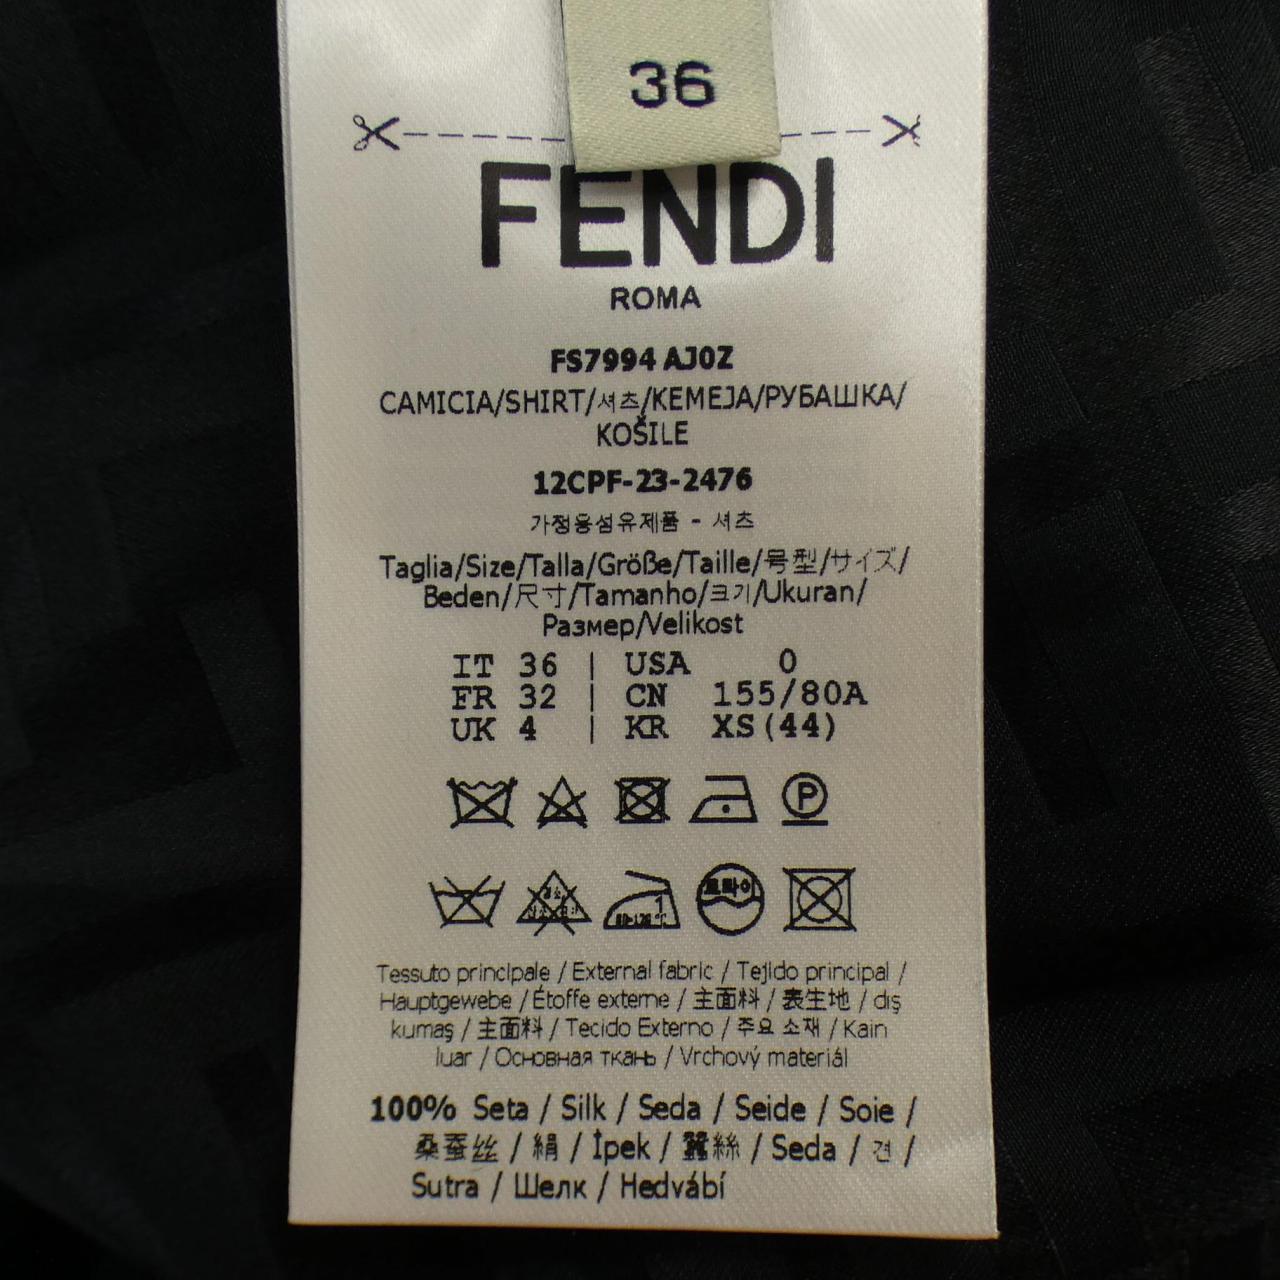 36
FENDI
ROMA
FS7994 AJ0Z
CAMICIA/SHIRT/셔츠/KEMEJA/РУБАШКА/
KOŠILE
12CPF-23-2476
가정용섬유제품 - 셔츠
Taglia/Size/Talla/Größe/Taille/号型/サイズ/
Beden/尺寸/Tamanho/크기/Ukuran/
Размер/Velikost
IT 36 | USA 0
FR 32 | CN 155/80A
UK 4 | KR XS(44)
P
드라이
Tessuto principale / External fabric / Tejido principal /
Hauptgewebe / Étoffe externe / 主面料 / 表生地 / dış
kumaş / 主面料 / Tecido Externo / 주요 소재 / Kain
luar / Основная ткань / Vrchový materiál
100% Seta / Silk / Seda / Seide / Soie /
桑蚕丝 / 絹 / İpek / 蠶絲 / Seda / 견 /
Sutra / Шелк / Hedvábí